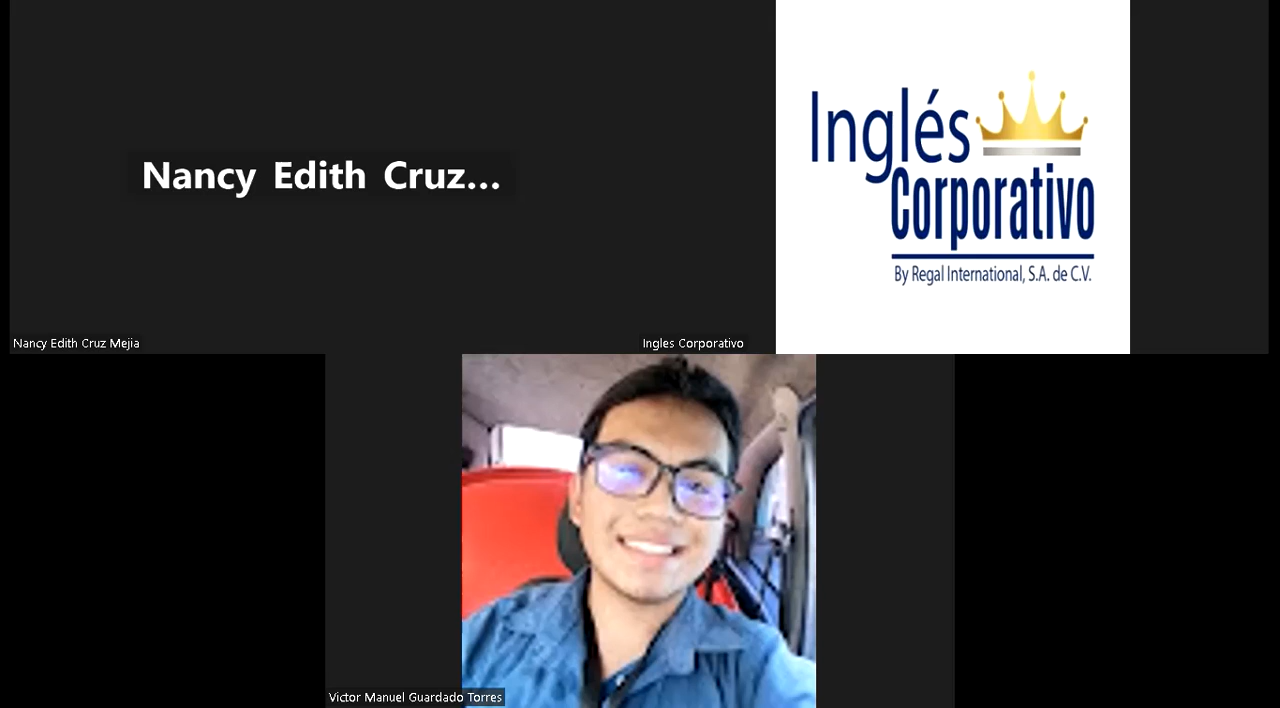 Nancy Edith Cruz...
Nancy Edith Cruz Mejia
Inglés
Corporativo
By Regal International, S.A. de C.V.
Ingles Corporativo
Victor Manuel Guardado Torres